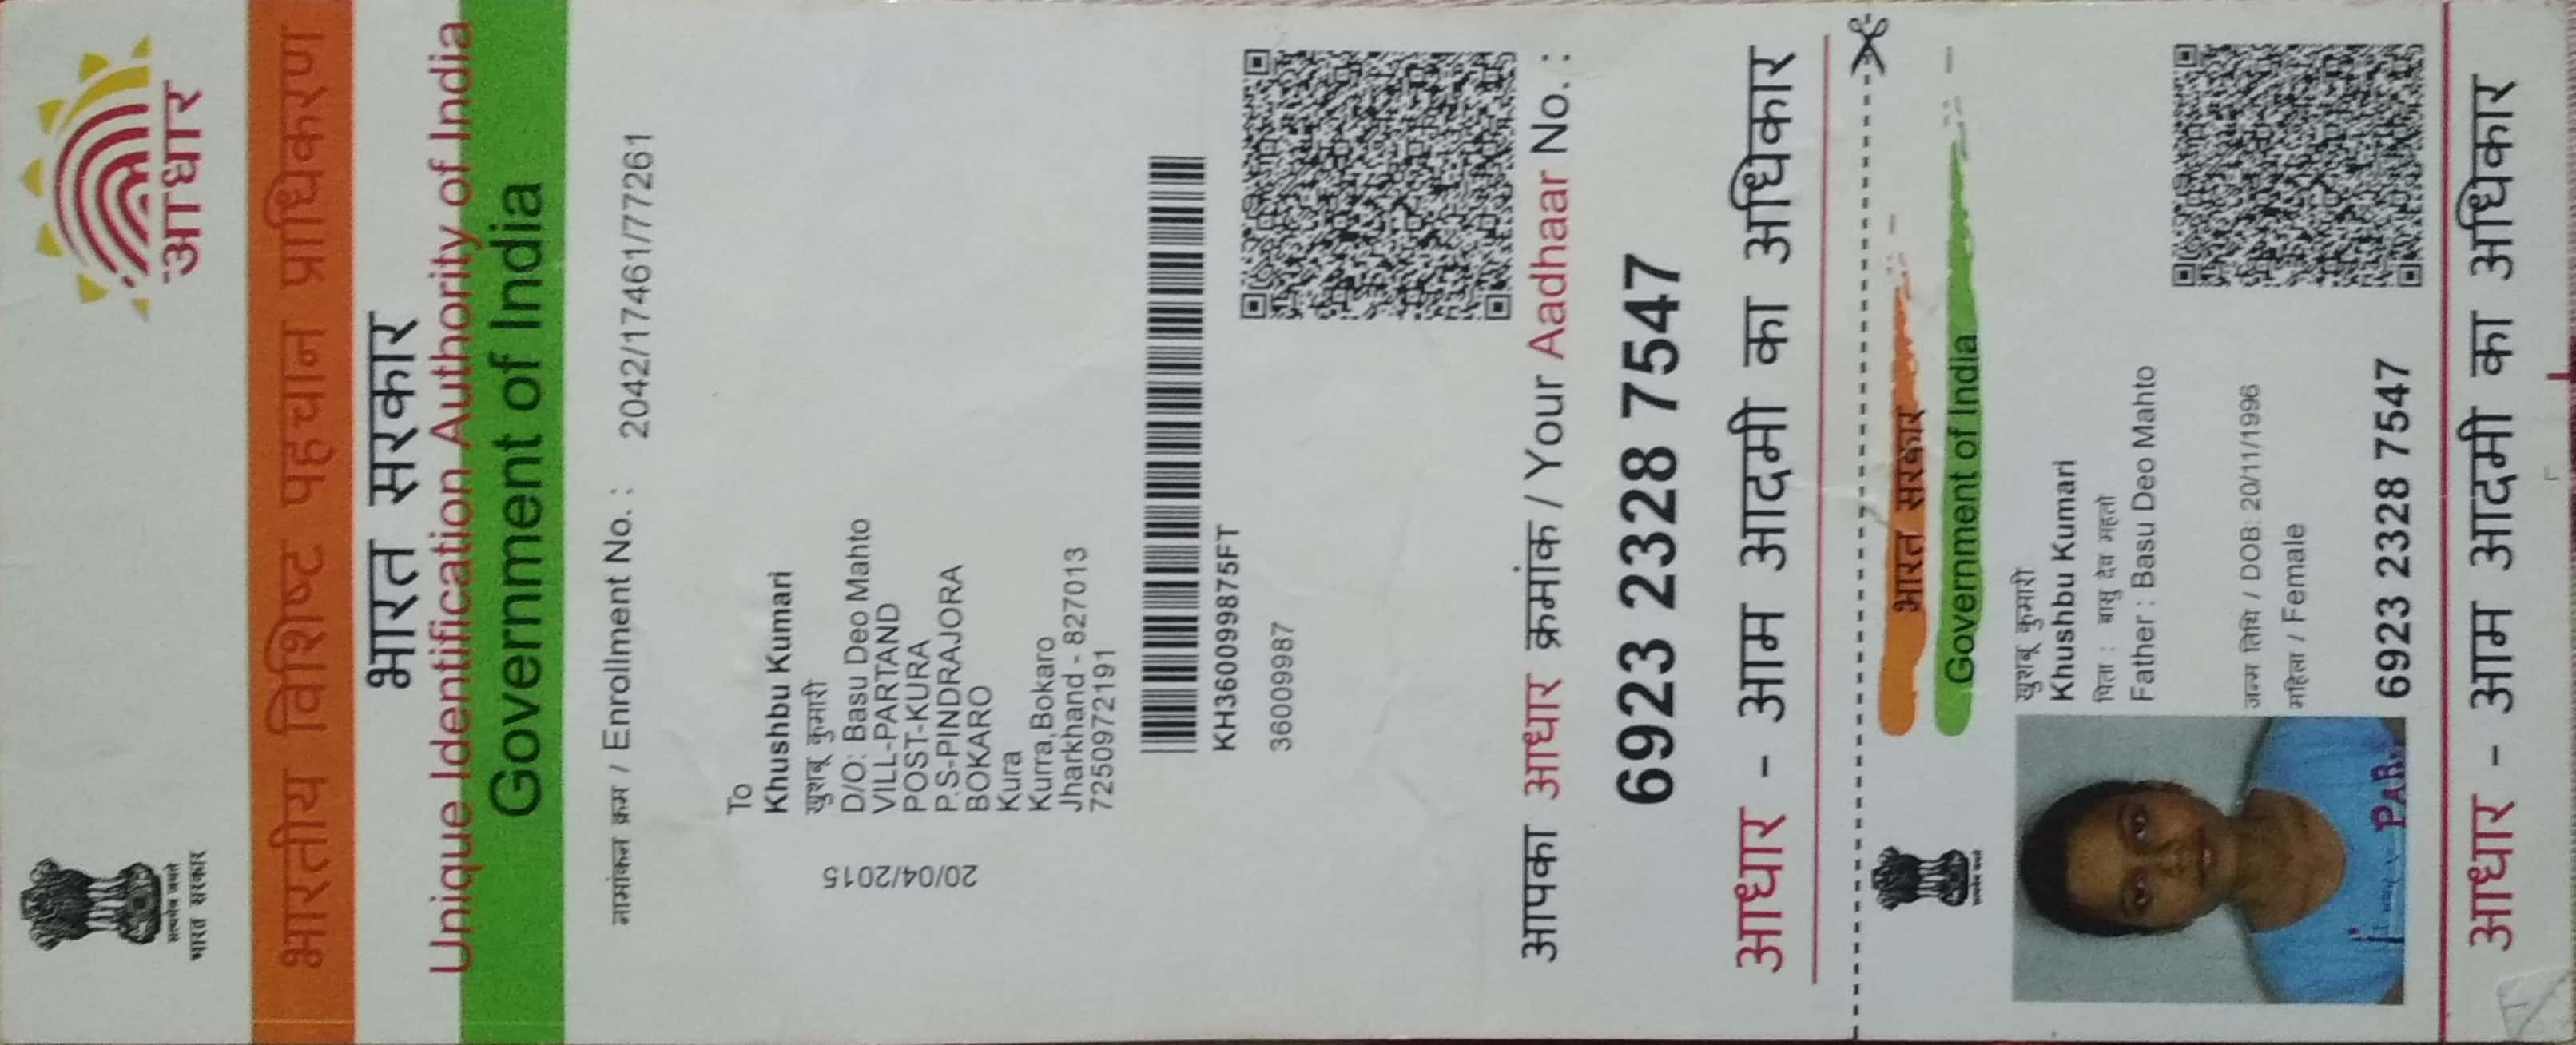 सत्यमेव जयते
भारत सरकार
आधार
भारतीय विशिष्ट पहचान प्राधिकरण
भारत सरकार
Unique Identification Authority of India
Government of India
नामांकन क्रम / Enrollment No. : 2042/17461/77261
To
Khushbu Kumari
खुशबू कुमारी
D/O: Basu Deo Mahto
VILL-PARTAND
POST-KURA
P.S-PINDRAJORA
BOKARO
Kura
Kurra,Bokaro
Jharkhand - 827013
7250972191
20/04/2015
KH360099875FT
36009987
आपका आधार क्रमांक / Your Aadhaar No. :
6923 2328 7547
आधार - आम आदमी का अधिकार
भारत सरकार
Government of India
सत्यमेव जयते
खुशबू कुमारी
Khushbu Kumari
पिता : बासु देव महतो
Father : Basu Deo Mahto
जन्म तिथि / DOB: 20/11/1996
महिला / Female
PAR
6923 2328 7547
आधार - आम आदमी का अधिकार